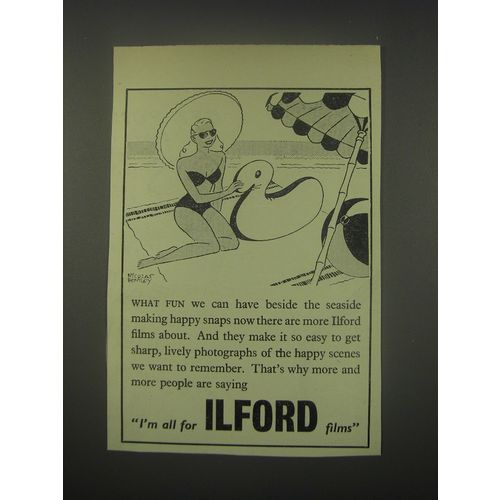 NICOLAS
BENTLEY
WHAT FUN we can have beside the seaside
making happy snaps now there are more Ilford
films about. And they make it so easy to get
sharp, lively photographs of the happy scenes
we want to remember. That's why more and
more people are saying
"I'm all for ILFORD films"